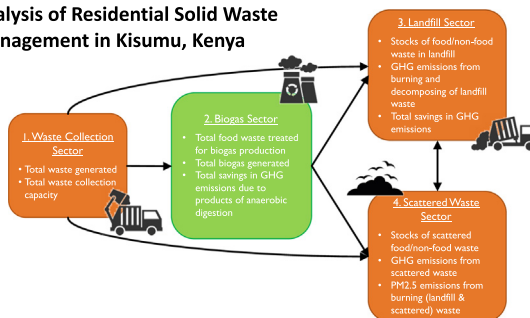 alysis of Residential Solid Waste
nagement in Kisumu, Kenya
1. Waste Collection
Sector
• Total waste generated
• Total waste collection
capacity
2. Biogas Sector
• Total food waste treated
for biogas production
• Total biogas generated
• Total savings in GHG
emissions due to
products of anaerobic
digestion
3. Landfill Sector
• Stocks of food/non-food
waste in landfill
• GHG emissions from
burning and
decomposing of landfill
waste
• Total savings in GHG
emissions
4. Scattered Waste
Sector
• Stocks of scattered
food/non-food waste
• GHG emissions from
scattered waste
• PM2.5 emissions from
burning (landfill &
scattered) waste